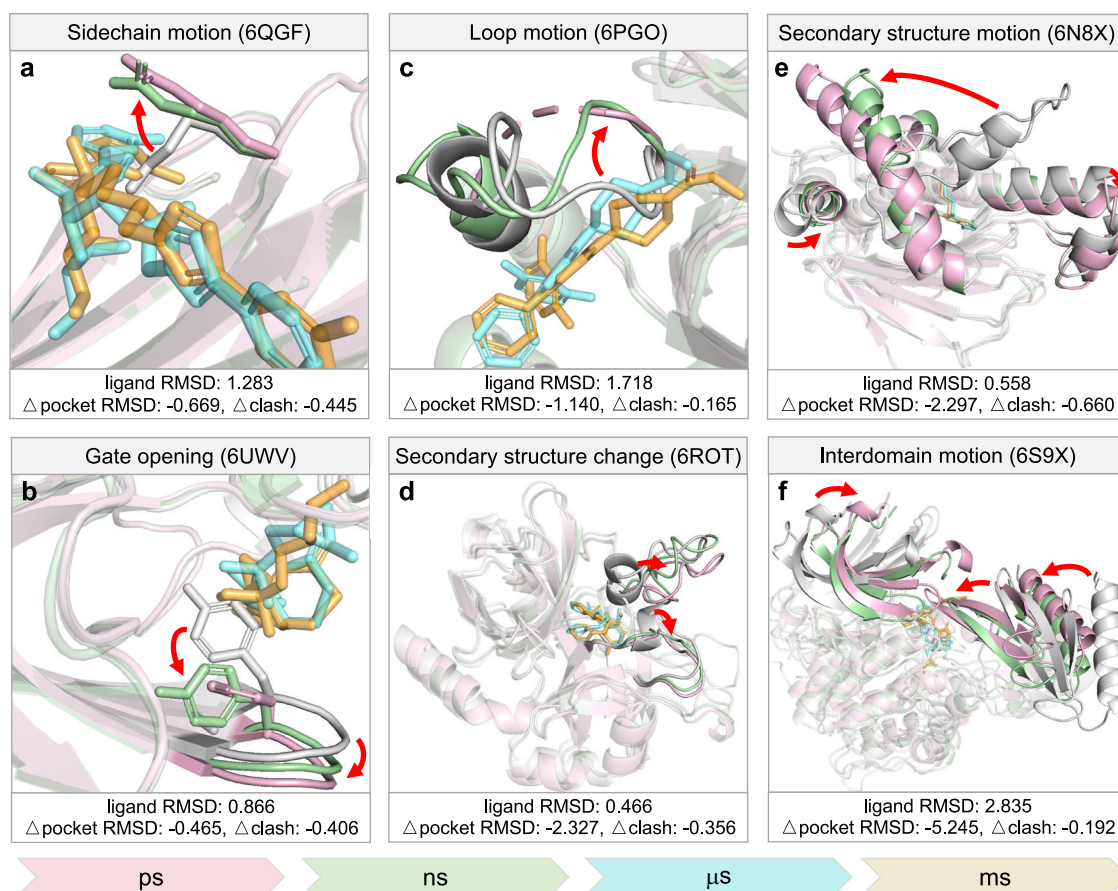 Sidechain motion (6QGF)
a
ligand RMSD: 1.283
△pocket RMSD: -0.669, △clash: -0.445
Loop motion (6PGO)
c
ligand RMSD: 1.718
△pocket RMSD: -1.140, △clash: -0.165
Secondary structure motion (6N8X)
e
ligand RMSD: 0.558
△pocket RMSD: -2.297, △clash: -0.660
Gate opening (6UWV)
b
ligand RMSD: 0.866
△pocket RMSD: -0.465, △clash: -0.406
Secondary structure change (6ROT)
d
ligand RMSD: 0.466
△pocket RMSD: -2.327, △clash: -0.356
Interdomain motion (6S9X)
f
ligand RMSD: 2.835
△pocket RMSD: -5.245, △clash: -0.192
ps
ns
μs
ms